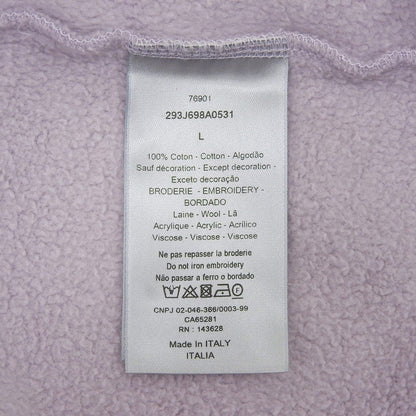 76901
293J698A0531
L
100% Coton - Cotton - Algodão
Sauf décoration - Except decoration -
Exceto decoração
BRODERIE - EMBROIDERY -
BORDADO
Laine - Wool - Lã
Acrylique - Acrylic - Acrílico
Viscose - Viscose - Viscose
Ne pas repasser la broderie
Do not iron embroidery
Não passar a ferro o bordado
CNPJ 02-046-386/0003-99
CA65281
RN : 143628
Made In ITALY
ITALIA